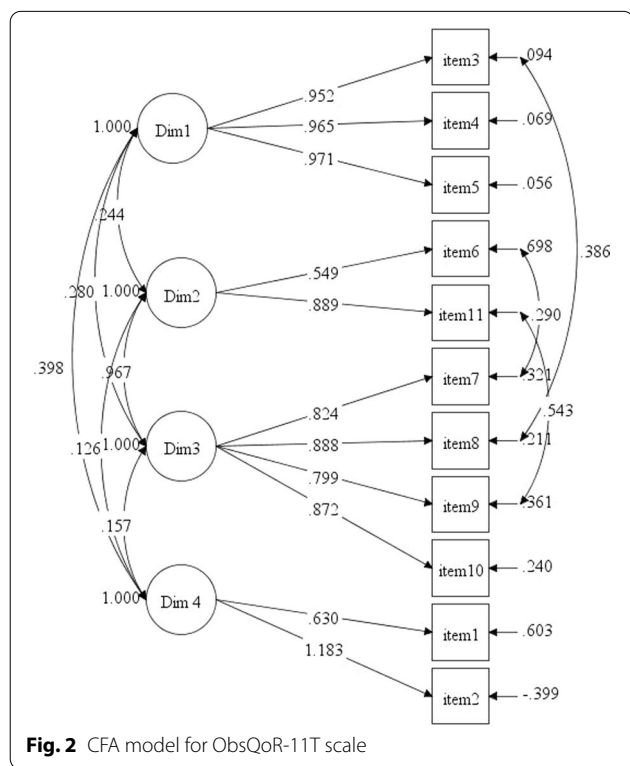 item3 .094
.952
1.000 Dim1 .965 item4 .069
.971
item5 .056
.244
item6 .698 .386
.549
.280 1.000 Dim2 .889
item11 .290
.398 .967 item7 .321
.824 .543
.126 1.000 Dim3 .888 item8 .211
.799
item9 .361
.872
.157
item10 .240
1.000 Dim 4 .630
item1 .603
1.183
item2 -.399
Fig. 2 CFA model for ObsQoR-11T scale